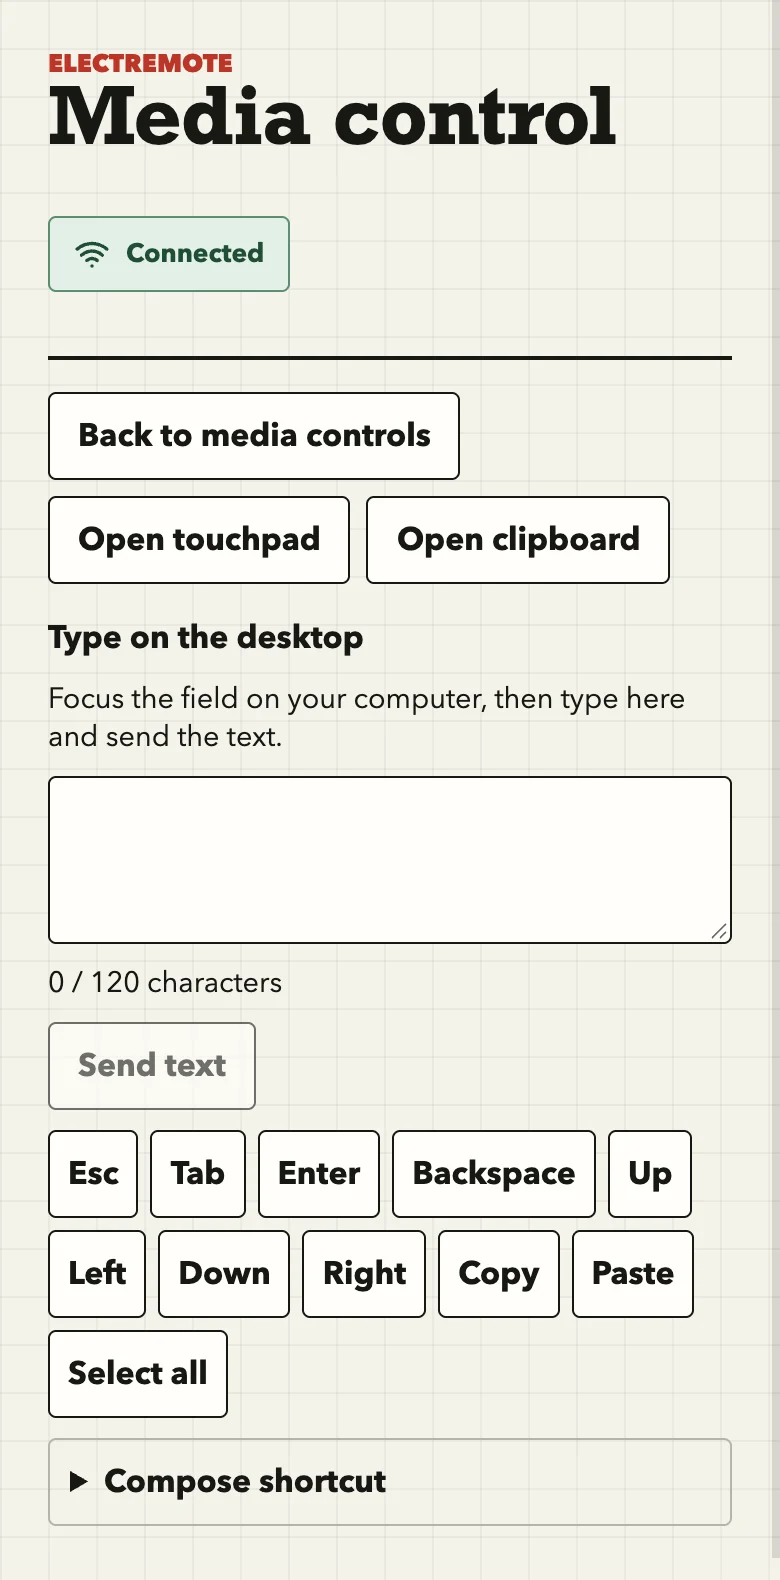 ELECTREMOTE
Media control
Connected
Back to media controls
Open touchpad Open clipboard
Type on the desktop
Focus the field on your computer, then type here
and send the text.
0 / 120 characters
Send text
Esc Tab Enter Backspace Up
Left Down Right Copy Paste
Select all
Compose shortcut